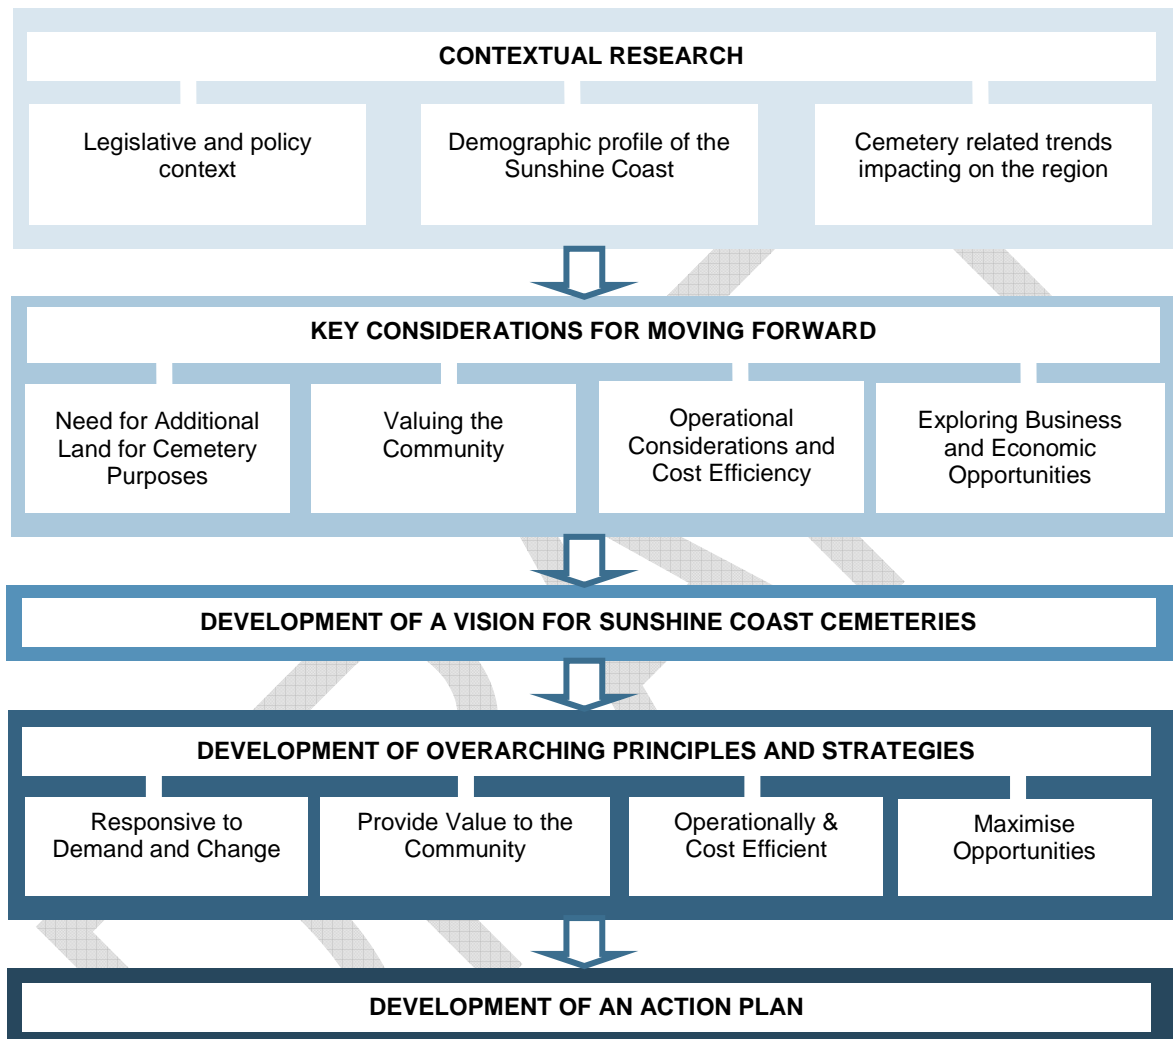 CONTEXTUAL RESEARCH
Legislative and policy
context
Demographic profile of the
Sunshine Coast
Cemetery related trends
impacting on the region
KEY CONSIDERATIONS FOR MOVING FORWARD
Need for Additional
Land for Cemetery
Purposes
Valuing the
Community
Operational
Considerations and
Cost Efficiency
Exploring Business
and Economic
Opportunities
DEVELOPMENT OF A VISION FOR SUNSHINE COAST CEMETERIES
DEVELOPMENT OF OVERARCHING PRINCIPLES AND STRATEGIES
Responsive to
Demand and Change
Provide Value to the
Community
Operationally &
Cost Efficient
Maximise
Opportunities
DEVELOPMENT OF AN ACTION PLAN